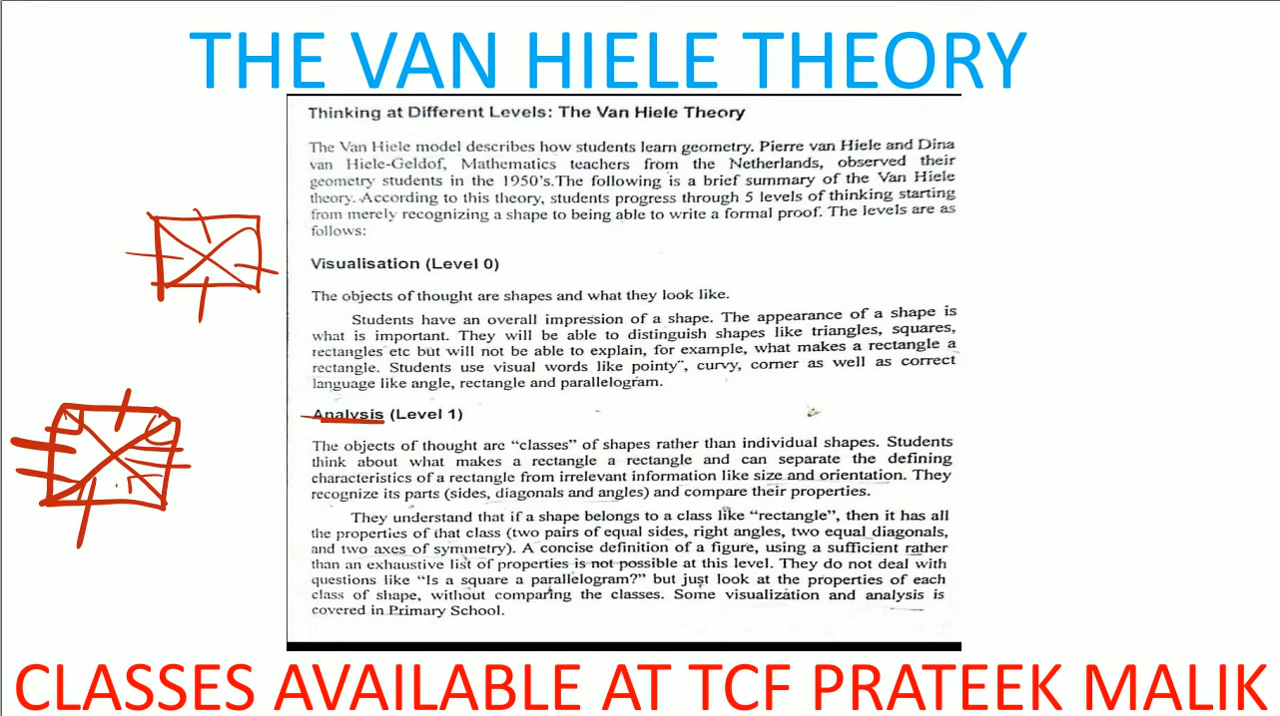 THE VAN HIELE THEORY
Thinking at Different Levels: The Van Hiele Theory
The Van Hiele model describes how students learn geometry. Pierre van Hiele and Dina
van Hiele-Geldof, Mathematics teachers from the Netherlands, observed their
geometry students in the 1950's.The following is a brief summary of the Van Hiele
theory. According to this theory, students progress through 5 levels of thinking starting
from merely recognizing a shape to being able to write a formal proof. The levels are as
follows:
Visualisation (Level 0)
The objects of thought are shapes and what they look like.
Students have an overall impression of a shape. The appearance of a shape is
what is important. They will be able to distinguish shapes like triangles, squares,
rectangles etc but will not be able to explain, for example, what makes a rectangle a
rectangle. Students use visual words like pointy", curvy, corner as well as correct
language like angle, rectangle and parallelogram.
Analysis (Level 1)
The objects of thought are "classes" of shapes rather than individual shapes. Students
think about what makes a rectangle a rectangle and can separate the defining
characteristics of a rectangle from irrelevant information like size and orientation. They
recognize its parts (sides, diagonals and angles) and compare their properties.
They understand that if a shape belongs to a class like "rectangle", then it has all
the properties of that class (two pairs of equal sides, right angles, two equal diagonals,
and two axes of symmetry). A concise definition of a figure, using a sufficient rather
than an exhaustive list of properties is not possible at this level. They do not deal with
questions like "Is a square a parallelogram?" but just look at the properties of each
class of shape, without comparing the classes. Some visualization and analysis is
covered in Primary School.
CLASSES AVAILABLE AT TCF PRATEEK MALIK